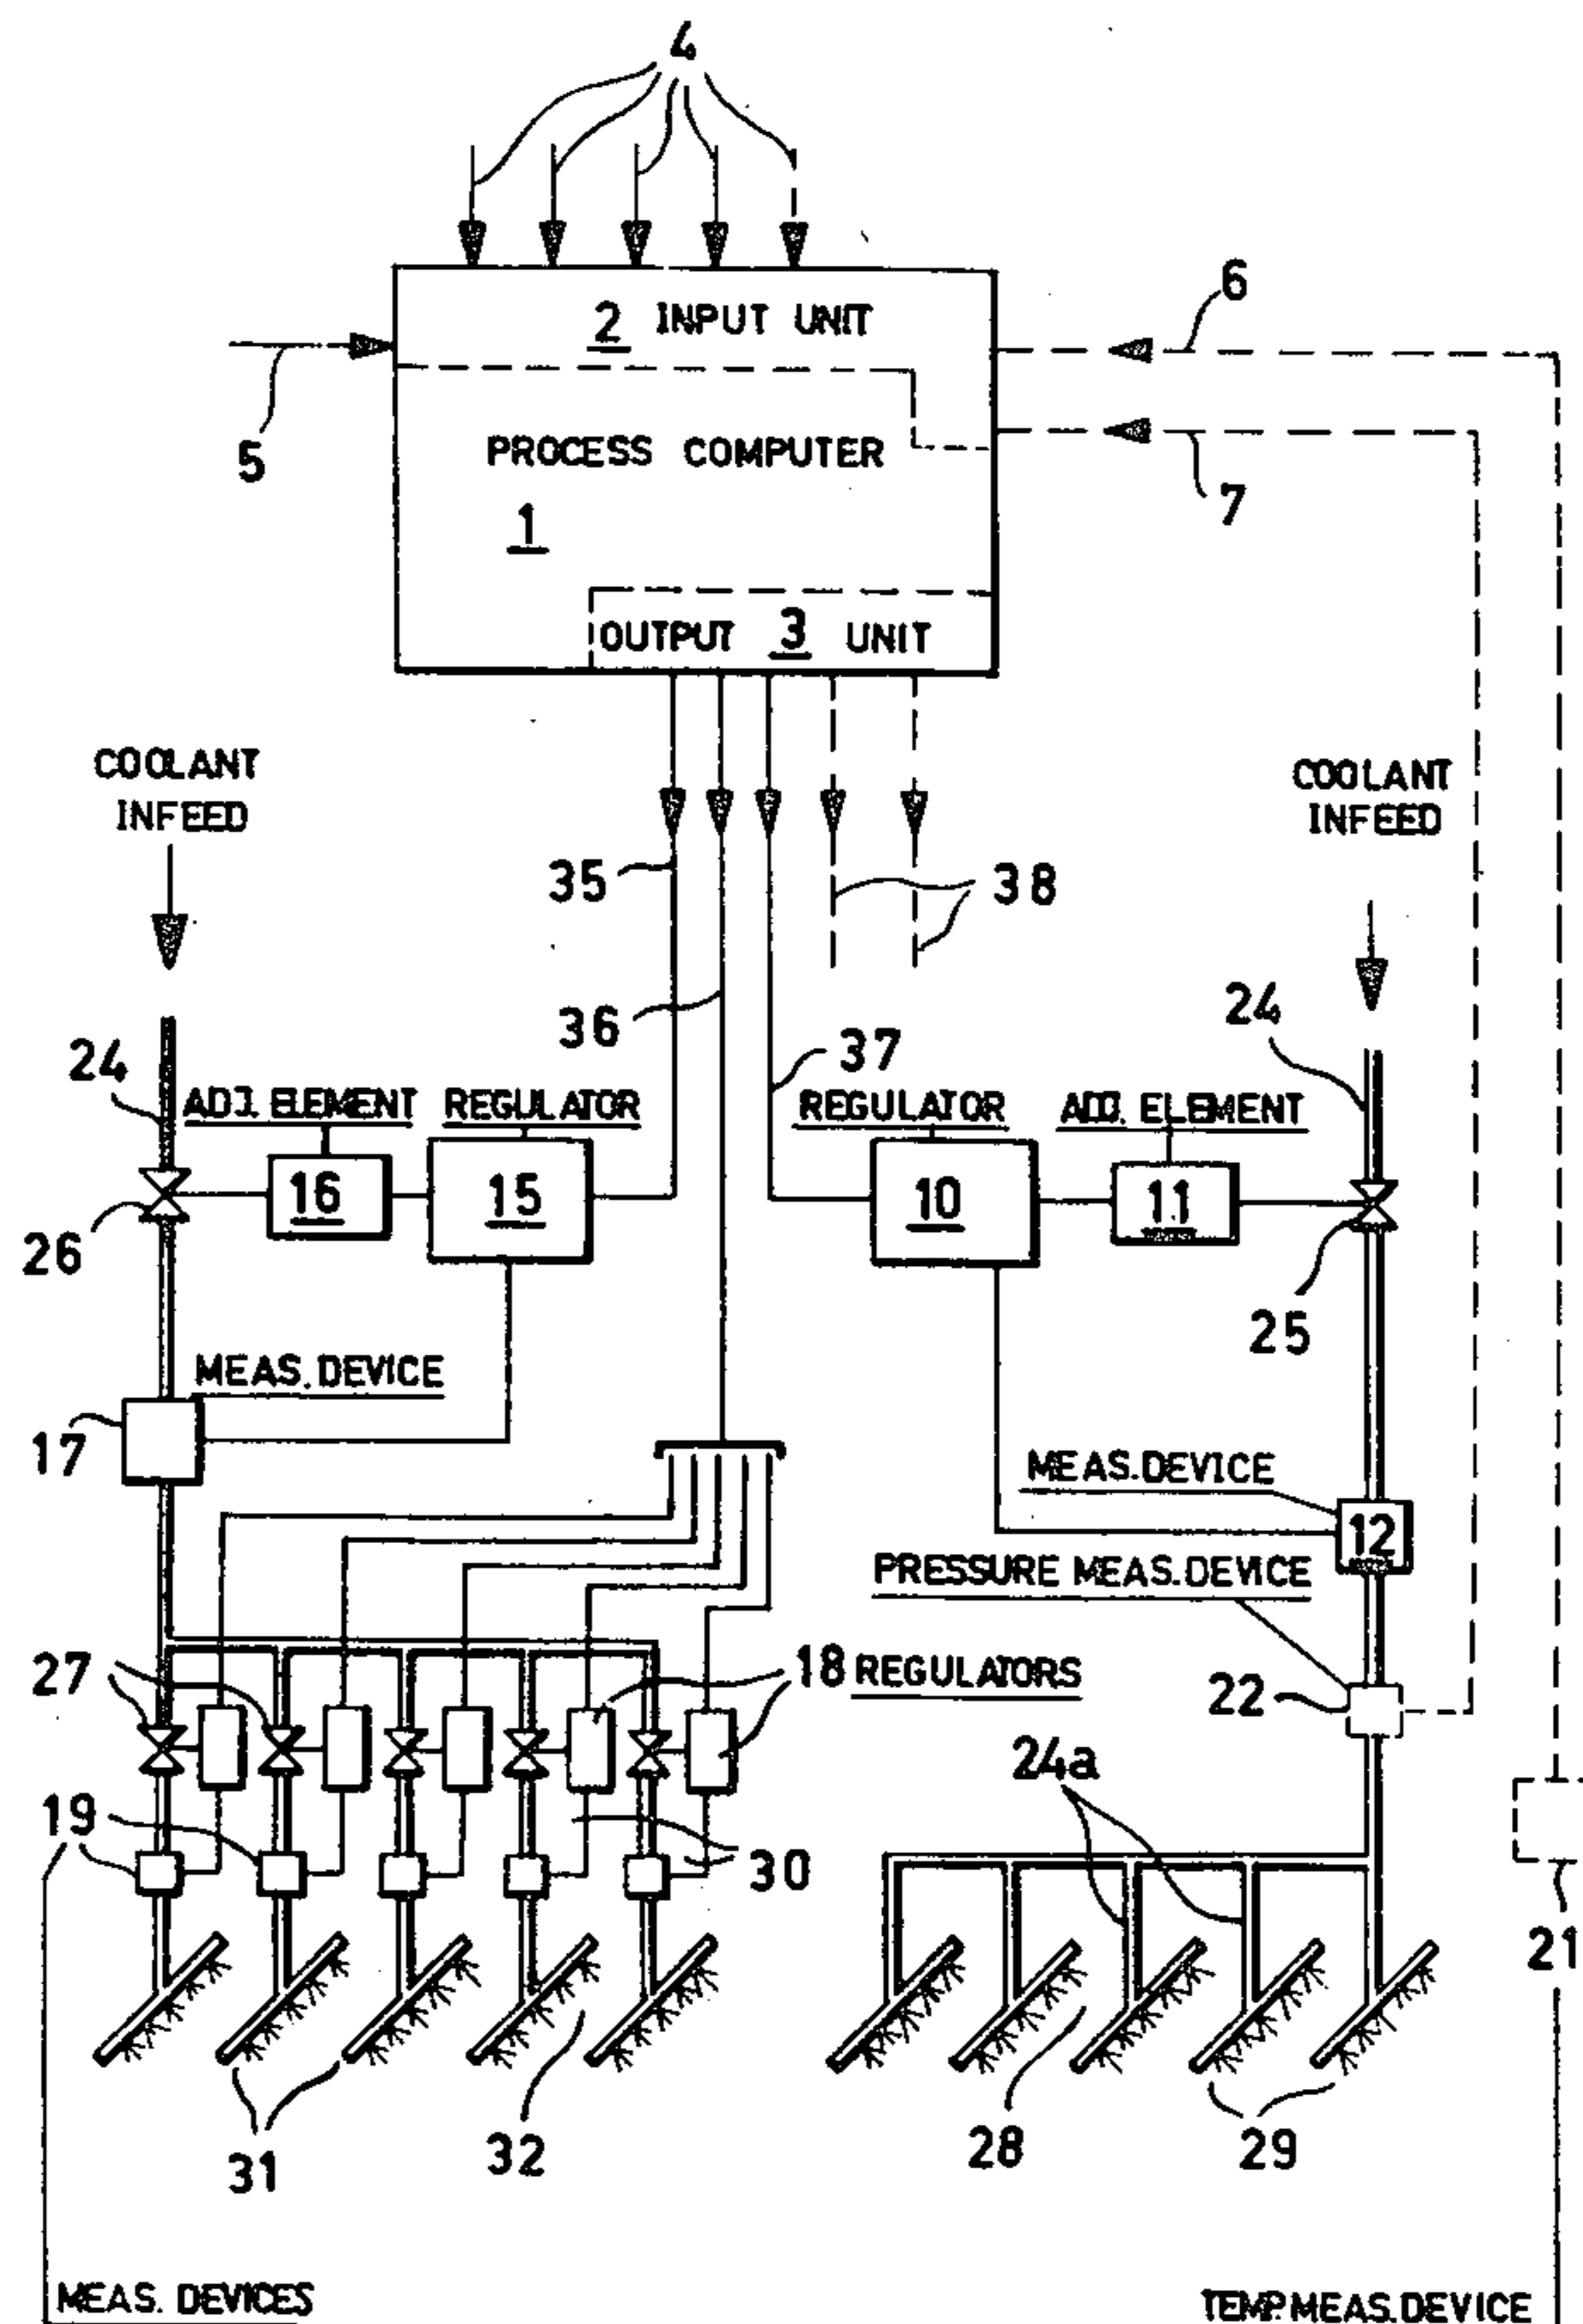 4
2 INPUT UNIT
6
5
PROCESS COMPUTER
7
1
OUTPUT 3 UNIT
COOLANT
INFEED
COOLANT
INFEED
35
38
36
24
24
37
ADJ. ELEMENT
REGULATOR
REGULATOR
ADJ. ELEMENT
16
15
10
11
26
25
MEAS. DEVICE
17
MEAS. DEVICE
12
PRESSURE MEAS. DEVICE
27
18 REGULATORS
22
24a
19
30
21
31
32
28
29
MEAS. DEVICES
TEMP. MEAS. DEVICE